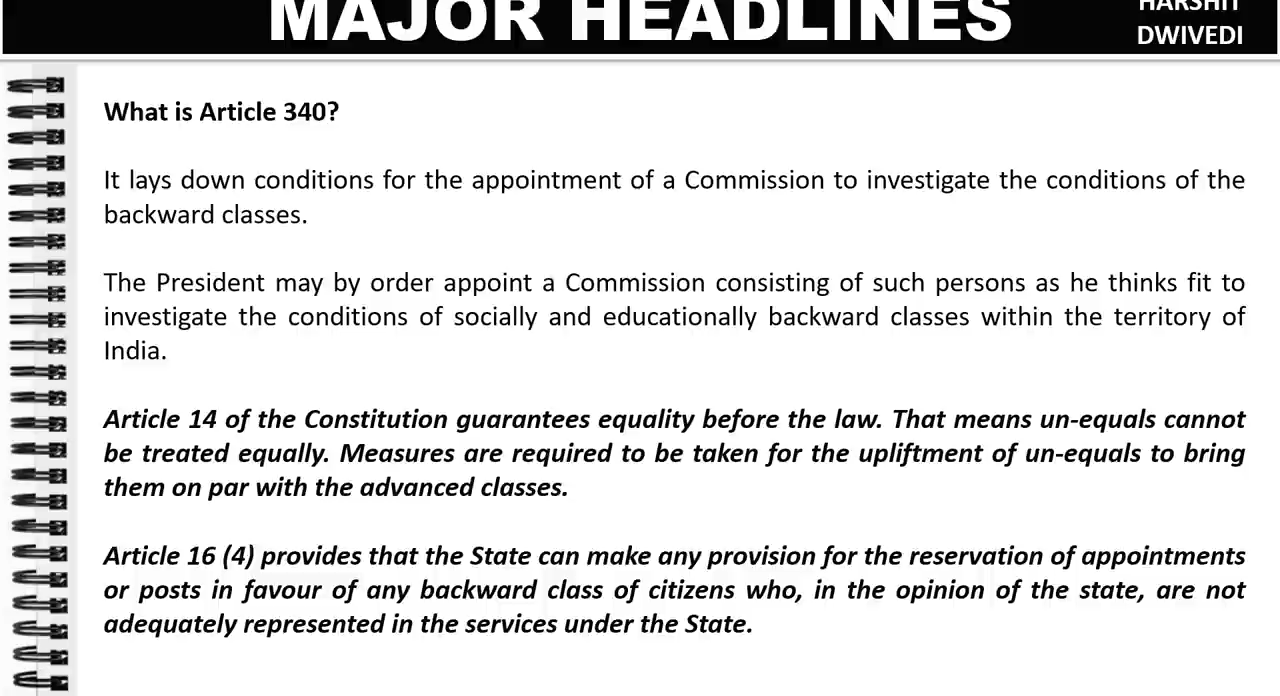 MAJOR HEADLINES
HARSHIT
DWIVEDI
What is Article 340?
It lays down conditions for the appointment of a Commission to investigate the conditions of the
backward classes.
The President may by order appoint a Commission consisting of such persons as he thinks fit to
investigate the conditions of socially and educationally backward classes within the territory of
India.
Article 14 of the Constitution guarantees equality before the law. That means un-equals cannot
be treated equally. Measures are required to be taken for the upliftment of un-equals to bring
them on par with the advanced classes.
Article 16 (4) provides that the State can make any provision for the reservation of appointments
or posts in favour of any backward class of citizens who, in the opinion of the state, are not
adequately represented in the services under the State.